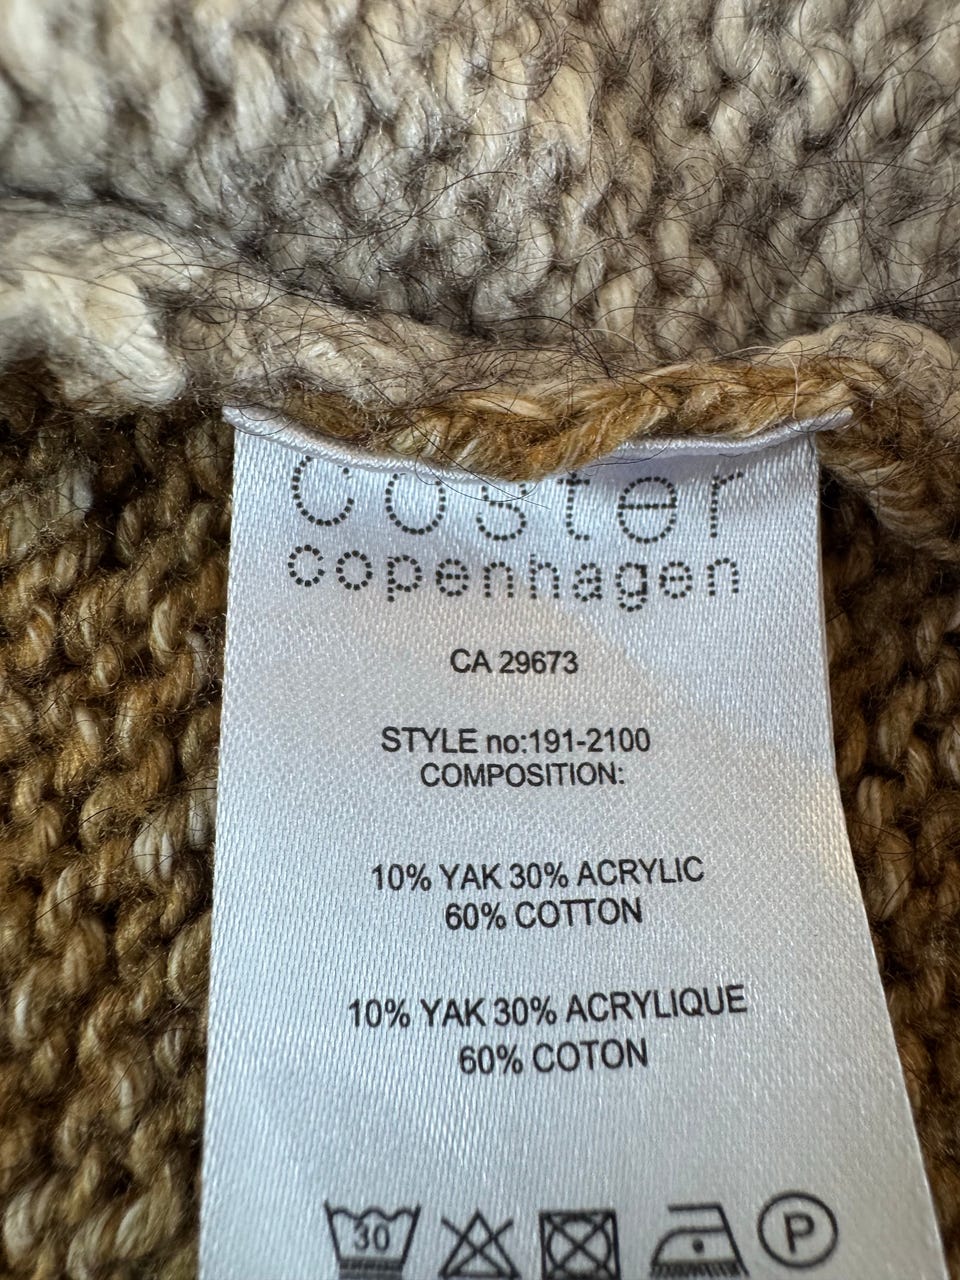 Coster
copenhagen
CA 29673
STYLE no:191-2100
COMPOSITION:
10% YAK 30% ACRYLIC
60% COTTON
10% YAK 30% ACRYLIQUE
60% COTON
30 P